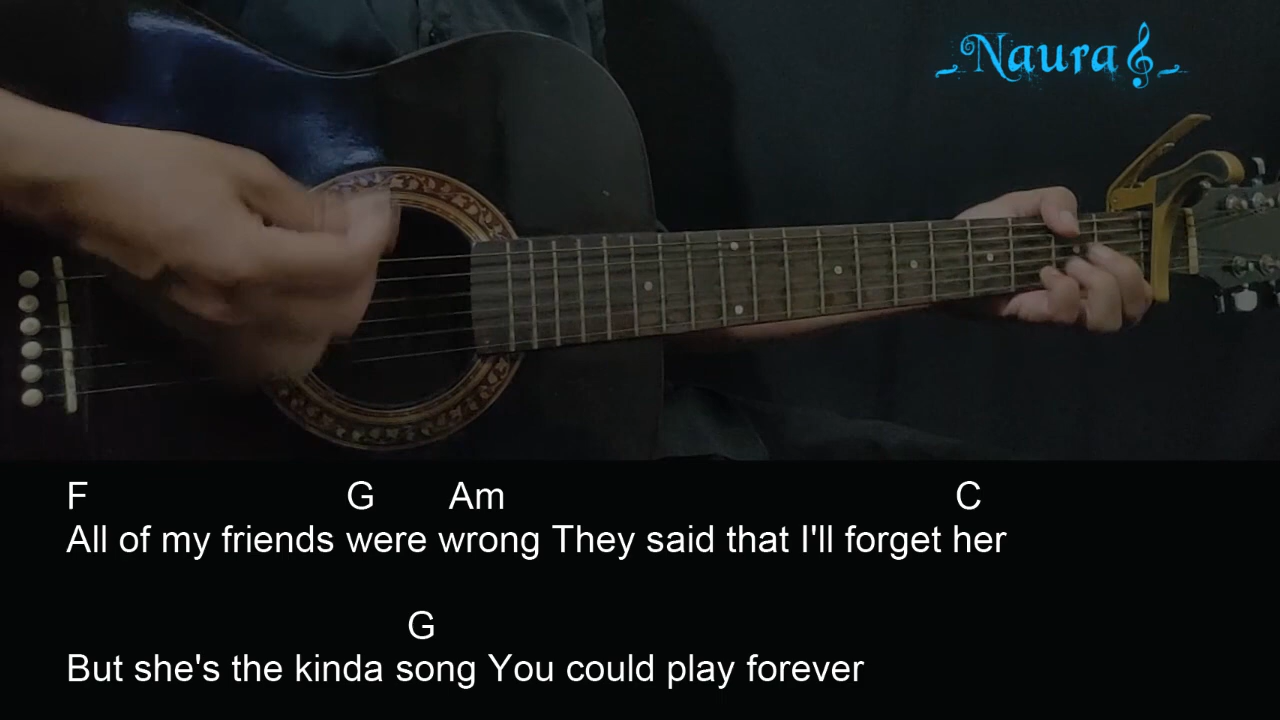 Naura
F G Am C
All of my friends were wrong They said that I'll forget her
G
But she's the kinda song You could play forever